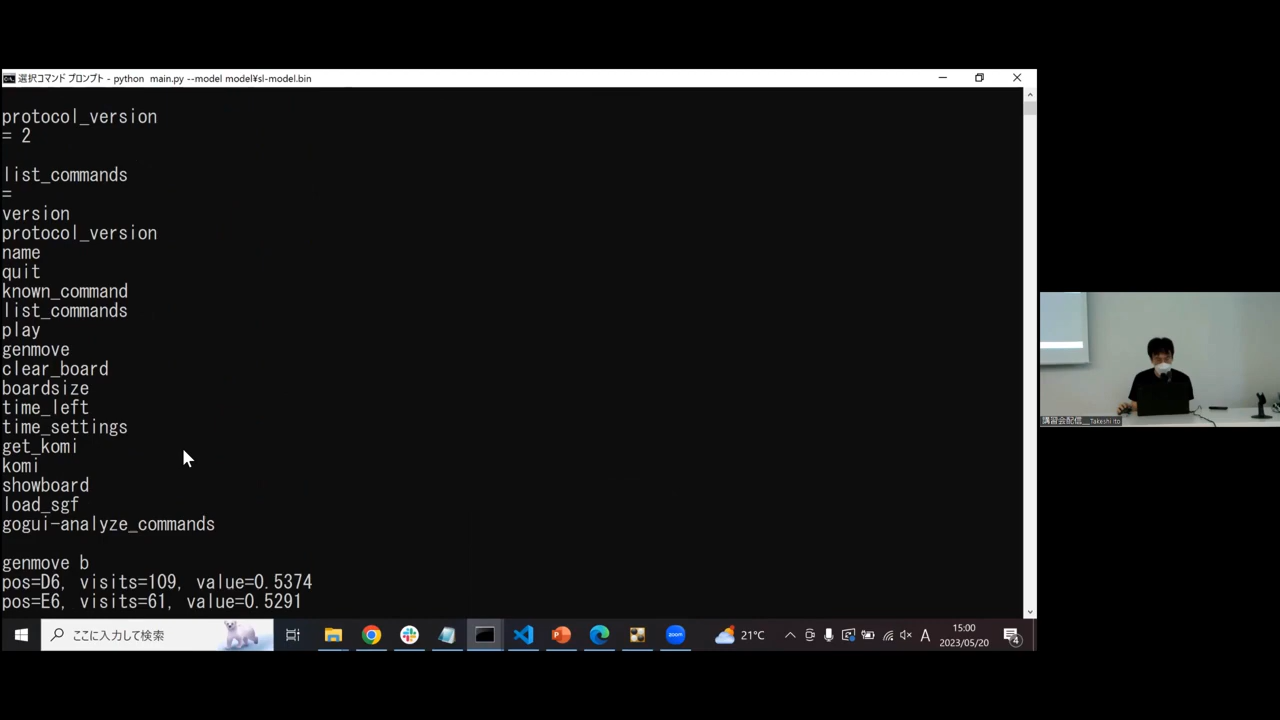 選択コマンド プロンプト - python  main.py --model model¥sl-model.bin
protocol_version
= 2
list_commands
=
version
protocol_version
name
quit
known_command
list_commands
play
genmove
clear_board
boardsize
time_left
time_settings
get_komi
komi
showboard
load_sgf
gogui-analyze_commands
genmove b
pos=D6, visits=109, value=0.5374
pos=E6, visits=61, value=0.5291
講習会配信__Takeshi Ito
ここに入力して検索
zoom
21°C
A
15:00
2023/05/20
4